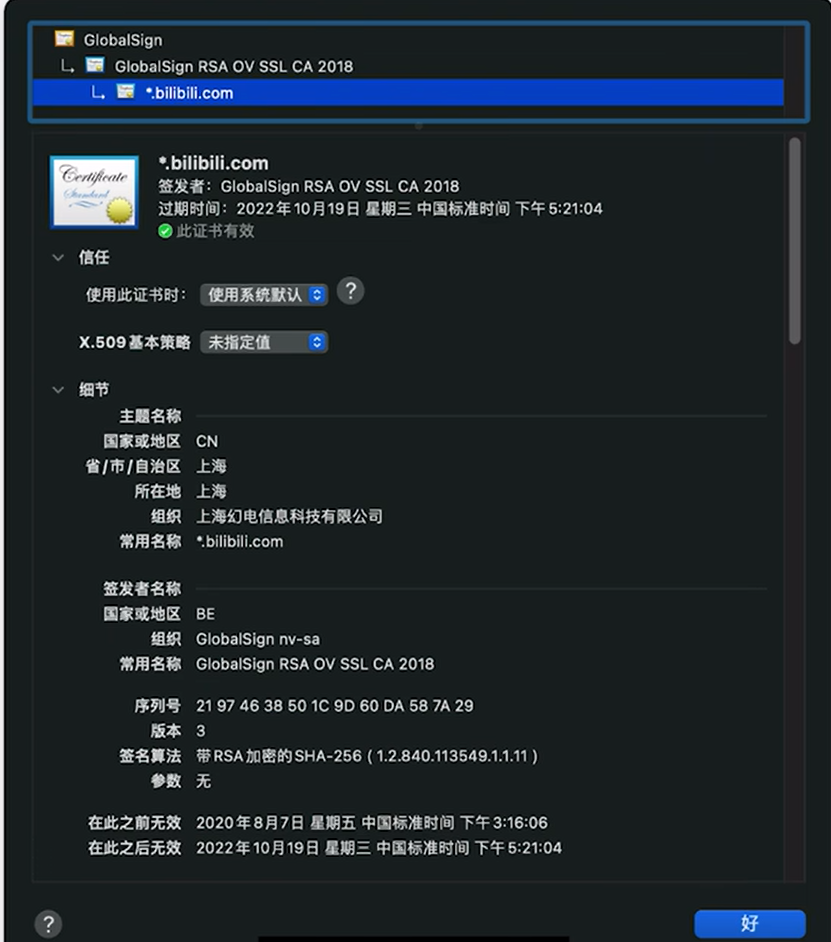 GlobalSign
GlobalSign RSA OV SSL CA 2018
*.bilibili.com
Certificate
Standard
*.bilibili.com
签发者：GlobalSign RSA OV SSL CA 2018
过期时间：2022年10月19日 星期三 中国标准时间 下午5:21:04
此证书有效
信任
使用此证书时： 使用系统默认 ?
X.509基本策略 未指定值
细节
主题名称
国家或地区 CN
省/市/自治区 上海
所在地 上海
组织 上海幻电信息科技有限公司
常用名称 *.bilibili.com
签发者名称
国家或地区 BE
组织 GlobalSign nv-sa
常用名称 GlobalSign RSA OV SSL CA 2018
序列号 21 97 46 38 50 1C 9D 60 DA 58 7A 29
版本 3
签名算法 带RSA加密的SHA-256 ( 1.2.840.113549.1.1.11 )
参数 无
在此之前无效 2020年8月7日 星期五 中国标准时间 下午3:16:06
在此之后无效 2022年10月19日 星期三 中国标准时间 下午5:21:04
? 好